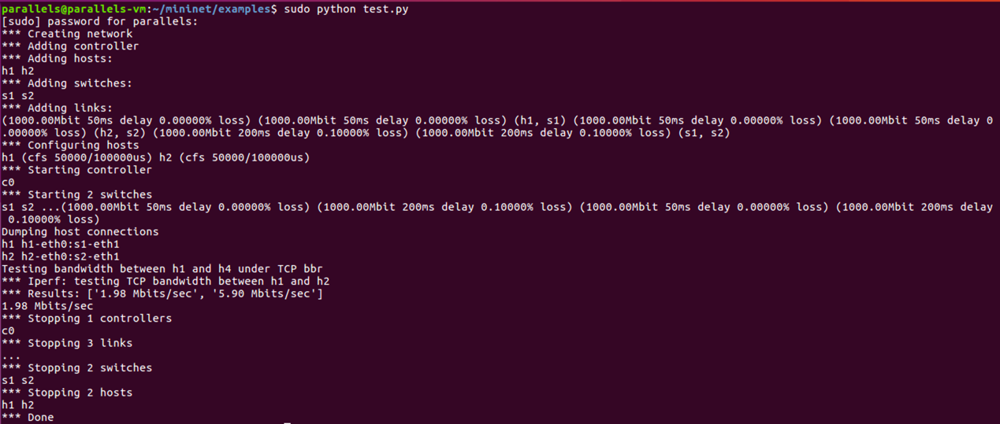 parallels@parallels-vm:~/mininet/examples$ sudo python test.py
[sudo] password for parallels:
*** Creating network
*** Adding controller
*** Adding hosts:
h1 h2
*** Adding switches:
s1 s2
*** Adding links:
(1000.00Mbit 50ms delay 0.00000% loss) (1000.00Mbit 50ms delay 0.00000% loss) (h1, s1) (1000.00Mbit 50ms delay 0.00000% loss) (1000.00Mbit 50ms delay 0
.00000% loss) (h2, s2) (1000.00Mbit 200ms delay 0.10000% loss) (1000.00Mbit 200ms delay 0.10000% loss) (s1, s2)
*** Configuring hosts
h1 (cfs 50000/100000us) h2 (cfs 50000/100000us)
*** Starting controller
c0
*** Starting 2 switches
s1 s2 ...(1000.00Mbit 50ms delay 0.00000% loss) (1000.00Mbit 200ms delay 0.10000% loss) (1000.00Mbit 50ms delay 0.00000% loss) (1000.00Mbit 200ms delay
 0.10000% loss)
Dumping host connections
h1 h1-eth0:s1-eth1
h2 h2-eth0:s2-eth1
Testing bandwidth between h1 and h4 under TCP bbr
*** Iperf: testing TCP bandwidth between h1 and h2
*** Results: ['1.98 Mbits/sec', '5.90 Mbits/sec']
1.98 Mbits/sec
*** Stopping 1 controllers
c0
*** Stopping 3 links
...
*** Stopping 2 switches
s1 s2
*** Stopping 2 hosts
h1 h2
*** Done